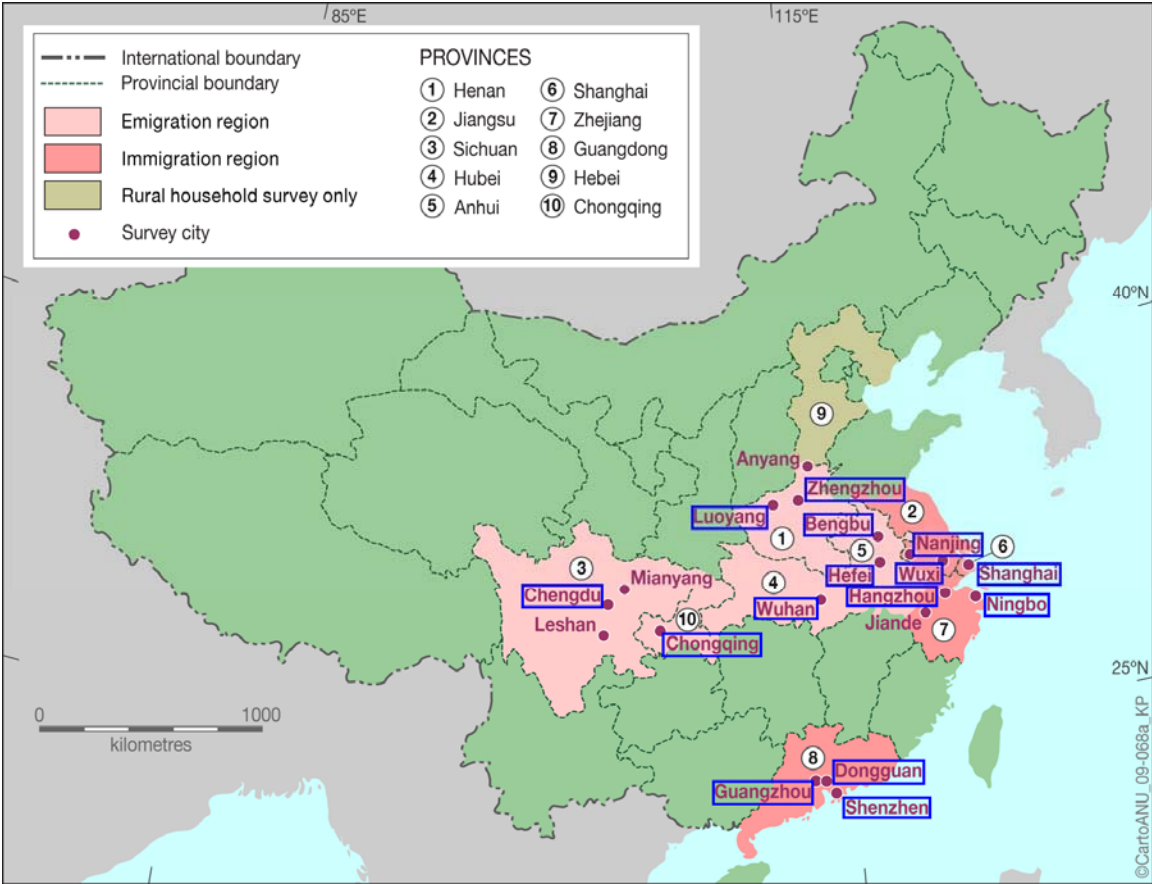 85ºE
115ºE
International boundary
Provincial boundary
Emigration region
Immigration region
Rural household survey only
Survey city
PROVINCES
1 Henan
2 Jiangsu
3 Sichuan
4 Hubei
5 Anhui
6 Shanghai
7 Zhejiang
8 Guangdong
9 Hebei
10 Chongqing
40ºN
9
Anyang
Zhengzhou
Luoyang
2
Bengbu
1
Nanjing
6
5
3
Hefei
Wuxi
Shanghai
Mianyang
4
Chengdu
Hangzhou
Ningbo
Wuhan
10
Leshan
Jiande
7
Chongqing
25ºN
0
1000
kilometres
8
Dongguan
Guangzhou
Shenzhen
©CartoANU_09-068a_KP